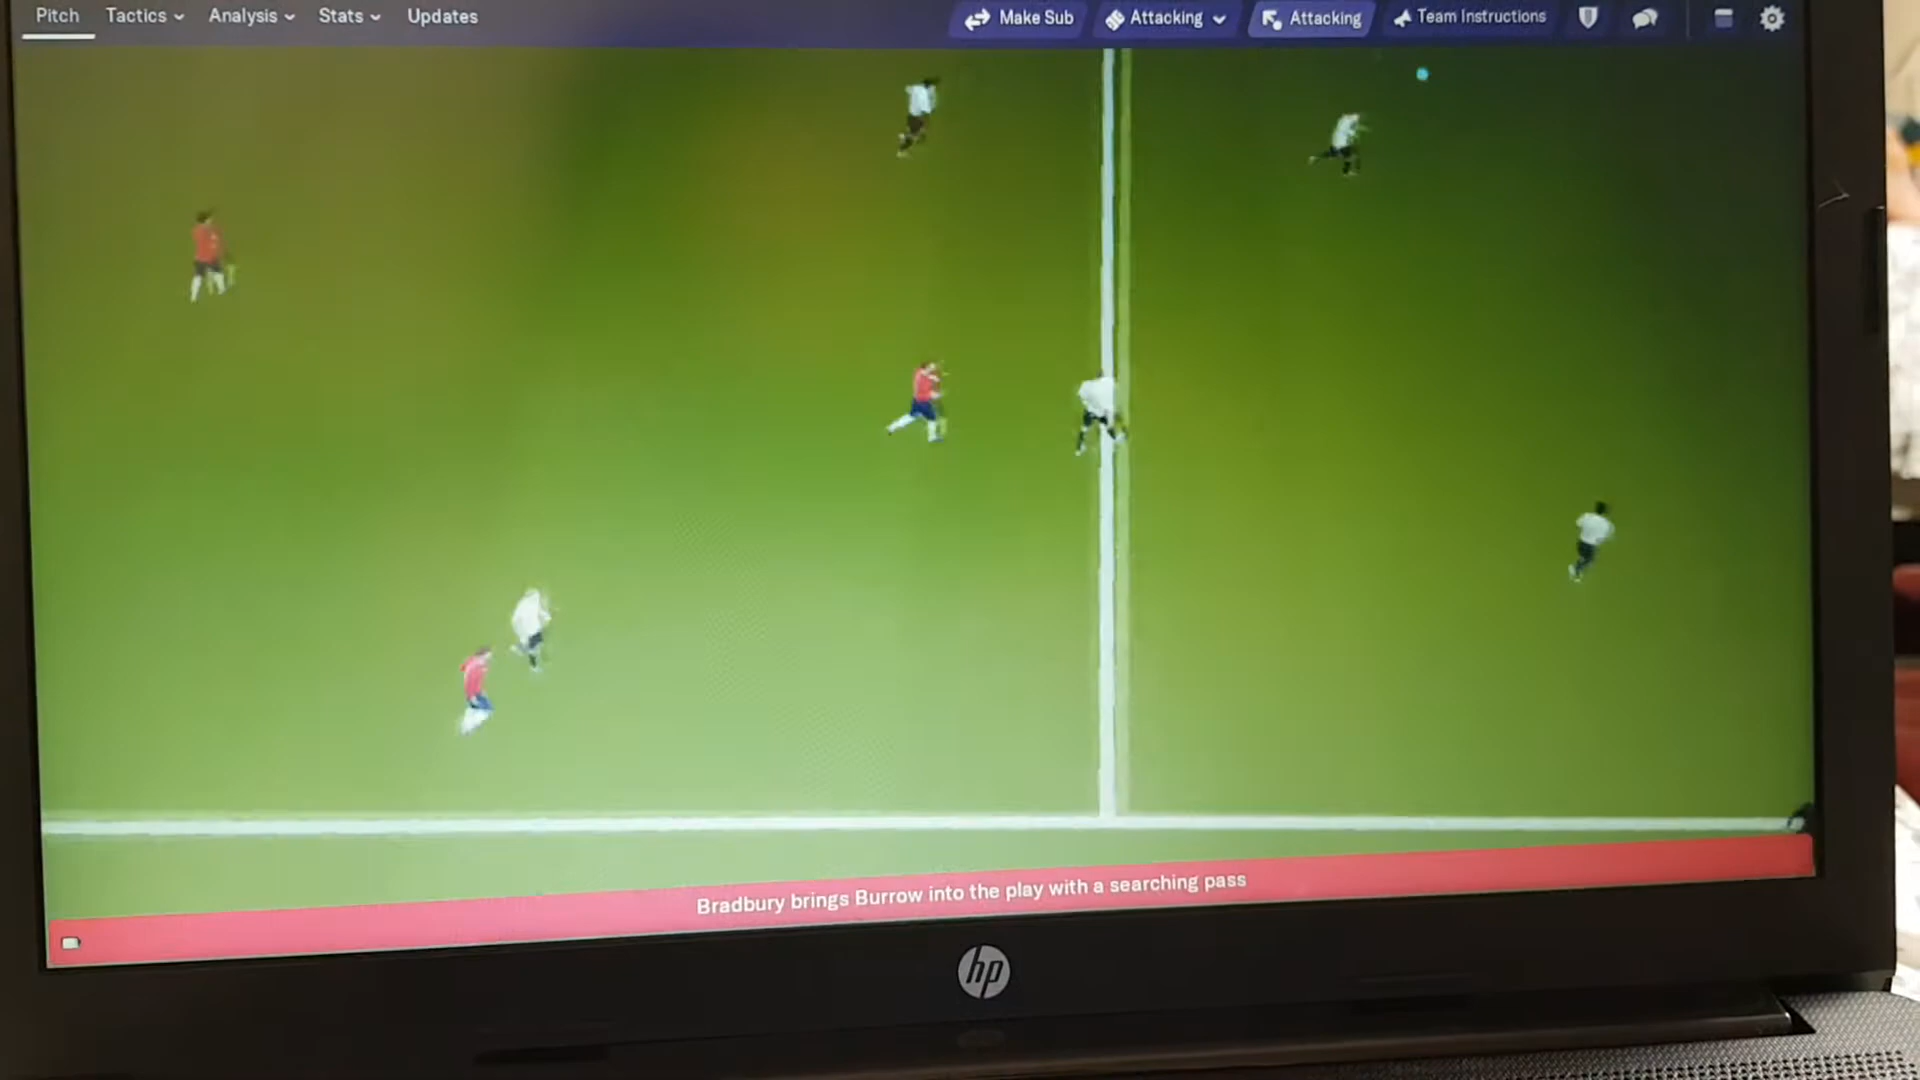 Pitch Tactics Analysis Stats Updates Make Sub Attacking Attacking Team Instructions
Bradbury brings Burrow into the play with a searching pass
hp